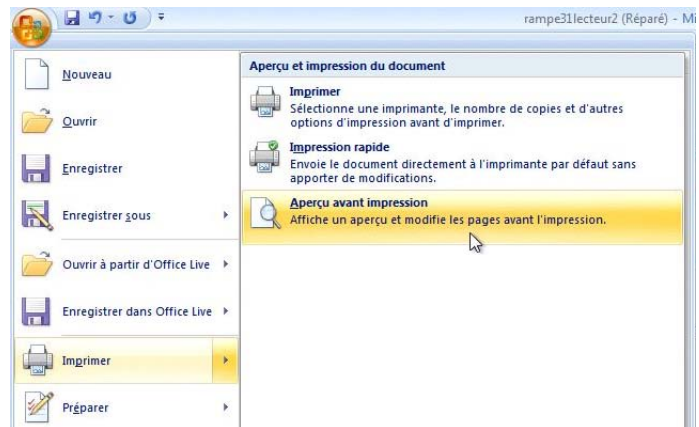 rampe31lecteur2 (Réparé) - Mi
Nouveau
Ouvrir
Enregistrer
Enregistrer sous
Ouvrir à partir d'Office Live
Enregistrer dans Office Live
Imprimer
Préparer
Aperçu et impression du document
Imprimer
Sélectionne une imprimante, le nombre de copies et d'autres
options d'impression avant d'imprimer.
Impression rapide
Envoie le document directement à l'imprimante par défaut sans
apporter de modifications.
Aperçu avant impression
Affiche un aperçu et modifie les pages avant l'impression.